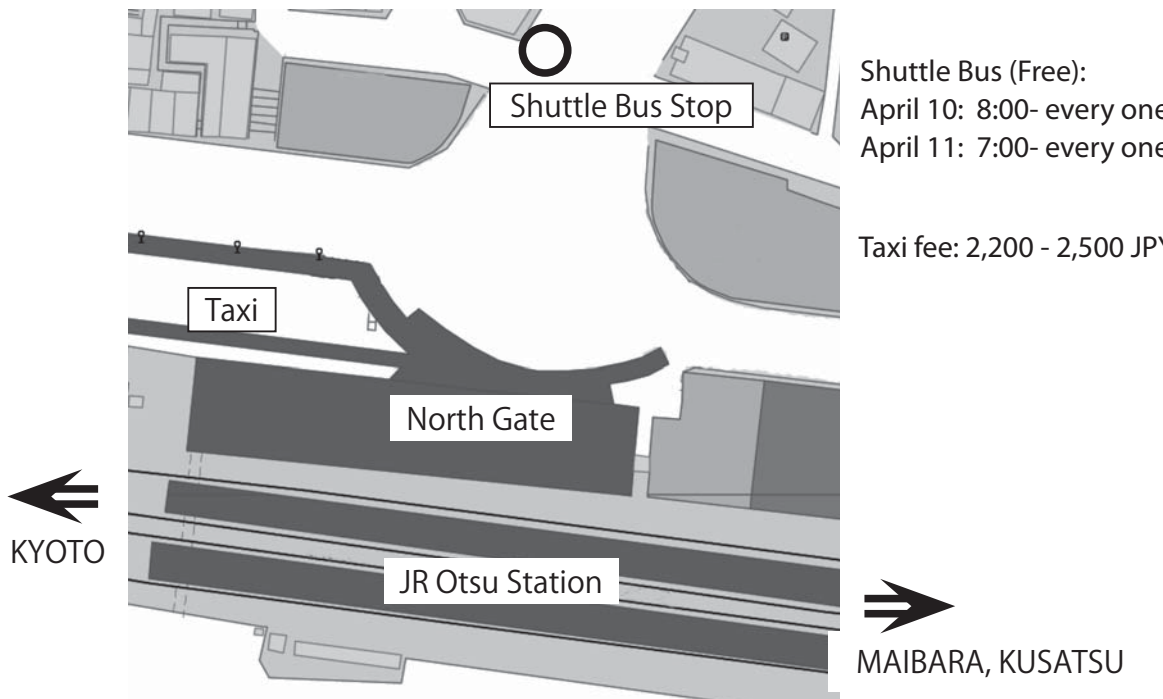 Shuttle Bus Stop
Shuttle Bus (Free):
April 10: 8:00- every one
April 11: 7:00- every one
Taxi fee: 2,200 - 2,500 JPY
Taxi
North Gate
KYOTO
JR Otsu Station
MAIBARA, KUSATSU